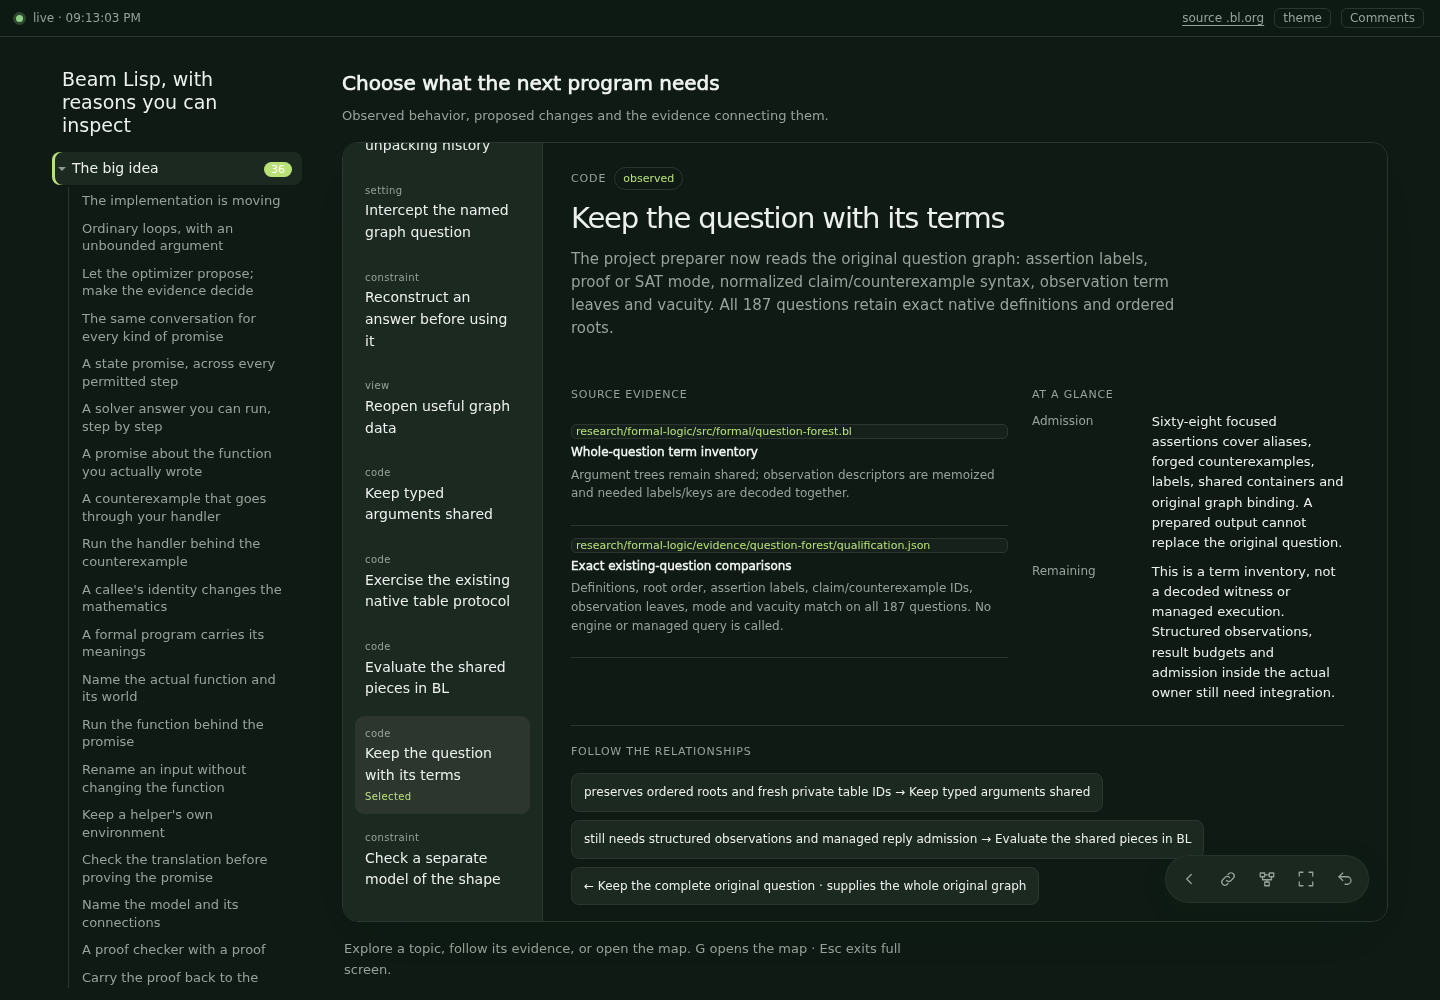 live · 09:13:03 PM
source .bl.org
theme
Comments
Beam Lisp, with
reasons you can
inspect
The big idea
36
The implementation is moving
Ordinary loops, with an
unbounded argument
Let the optimizer propose;
make the evidence decide
The same conversation for
every kind of promise
A state promise, across every
permitted step
A solver answer you can run,
step by step
A promise about the function
you actually wrote
A counterexample that goes
through your handler
Run the handler behind the
counterexample
A callee's identity changes the
mathematics
A formal program carries its
meanings
Name the actual function and
its world
Run the function behind the
promise
Rename an input without
changing the function
Keep a helper's own
environment
Check the translation before
proving the promise
Name the model and its
connections
A proof checker with a proof
Carry the proof back to the
Choose what the next program needs
Observed behavior, proposed changes and the evidence connecting them.
unpacking history
setting
Intercept the named
graph question
constraint
Reconstruct an
answer before using
it
view
Reopen useful graph
data
code
Keep typed
arguments shared
code
Exercise the existing
native table protocol
code
Evaluate the shared
pieces in BL
code
Keep the question
with its terms
Selected
constraint
Check a separate
model of the shape
CODE
observed
Keep the question with its terms
The project preparer now reads the original question graph: assertion labels,
proof or SAT mode, normalized claim/counterexample syntax, observation term
leaves and vacuity. All 187 questions retain exact native definitions and ordered
roots.
SOURCE EVIDENCE
research/formal-logic/src/formal/question-forest.bl
Whole-question term inventory
Argument trees remain shared; observation descriptors are memoized
and needed labels/keys are decoded together.
research/formal-logic/evidence/question-forest/qualification.json
Exact existing-question comparisons
Definitions, root order, assertion labels, claim/counterexample IDs,
observation leaves, mode and vacuity match on all 187 questions. No
engine or managed query is called.
AT A GLANCE
Admission
Sixty-eight focused
assertions cover aliases,
forged counterexamples,
labels, shared containers and
original graph binding. A
prepared output cannot
replace the original question.
Remaining
This is a term inventory, not
a decoded witness or
managed execution.
Structured observations,
result budgets and
admission inside the actual
owner still need integration.
FOLLOW THE RELATIONSHIPS
preserves ordered roots and fresh private table IDs → Keep typed arguments shared
still needs structured observations and managed reply admission → Evaluate the shared pieces in BL
← Keep the complete original question · supplies the whole original graph
Explore a topic, follow its evidence, or open the map. G opens the map · Esc exits full
screen.